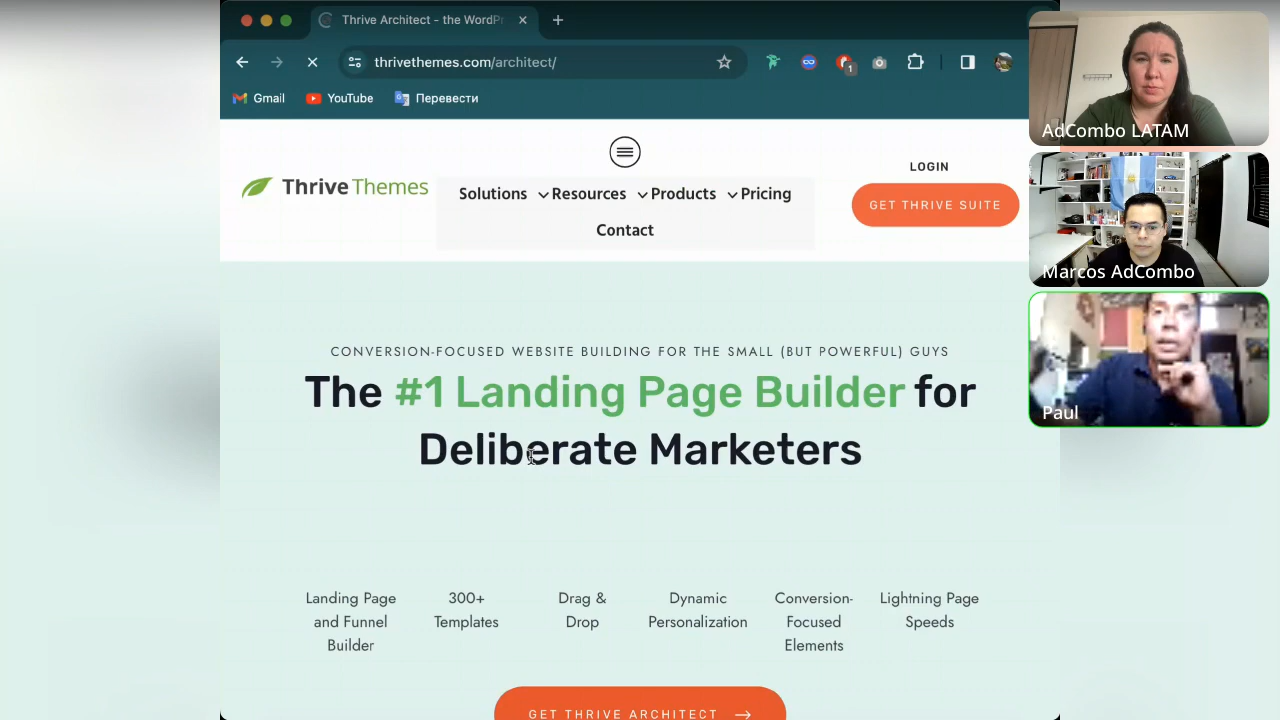 Thrive Architect - the WordPr
thrivethemes.com/architect/
1
Gmail
YouTube
Перевести
Thrive Themes
Solutions
Resources
Products
Pricing
Contact
LOGIN
GET THRIVE SUITE
CONVERSION-FOCUSED WEBSITE BUILDING FOR THE SMALL (BUT POWERFUL) GUYS
The #1 Landing Page Builder for
Deliberate Marketers
Landing Page
and Funnel
Builder
300+
Templates
Drag &
Drop
Dynamic
Personalization
Conversion-
Focused
Elements
Lightning Page
Speeds
GET THRIVE ARCHITECT
AdCombo LATAM
Marcos AdCombo
Paul